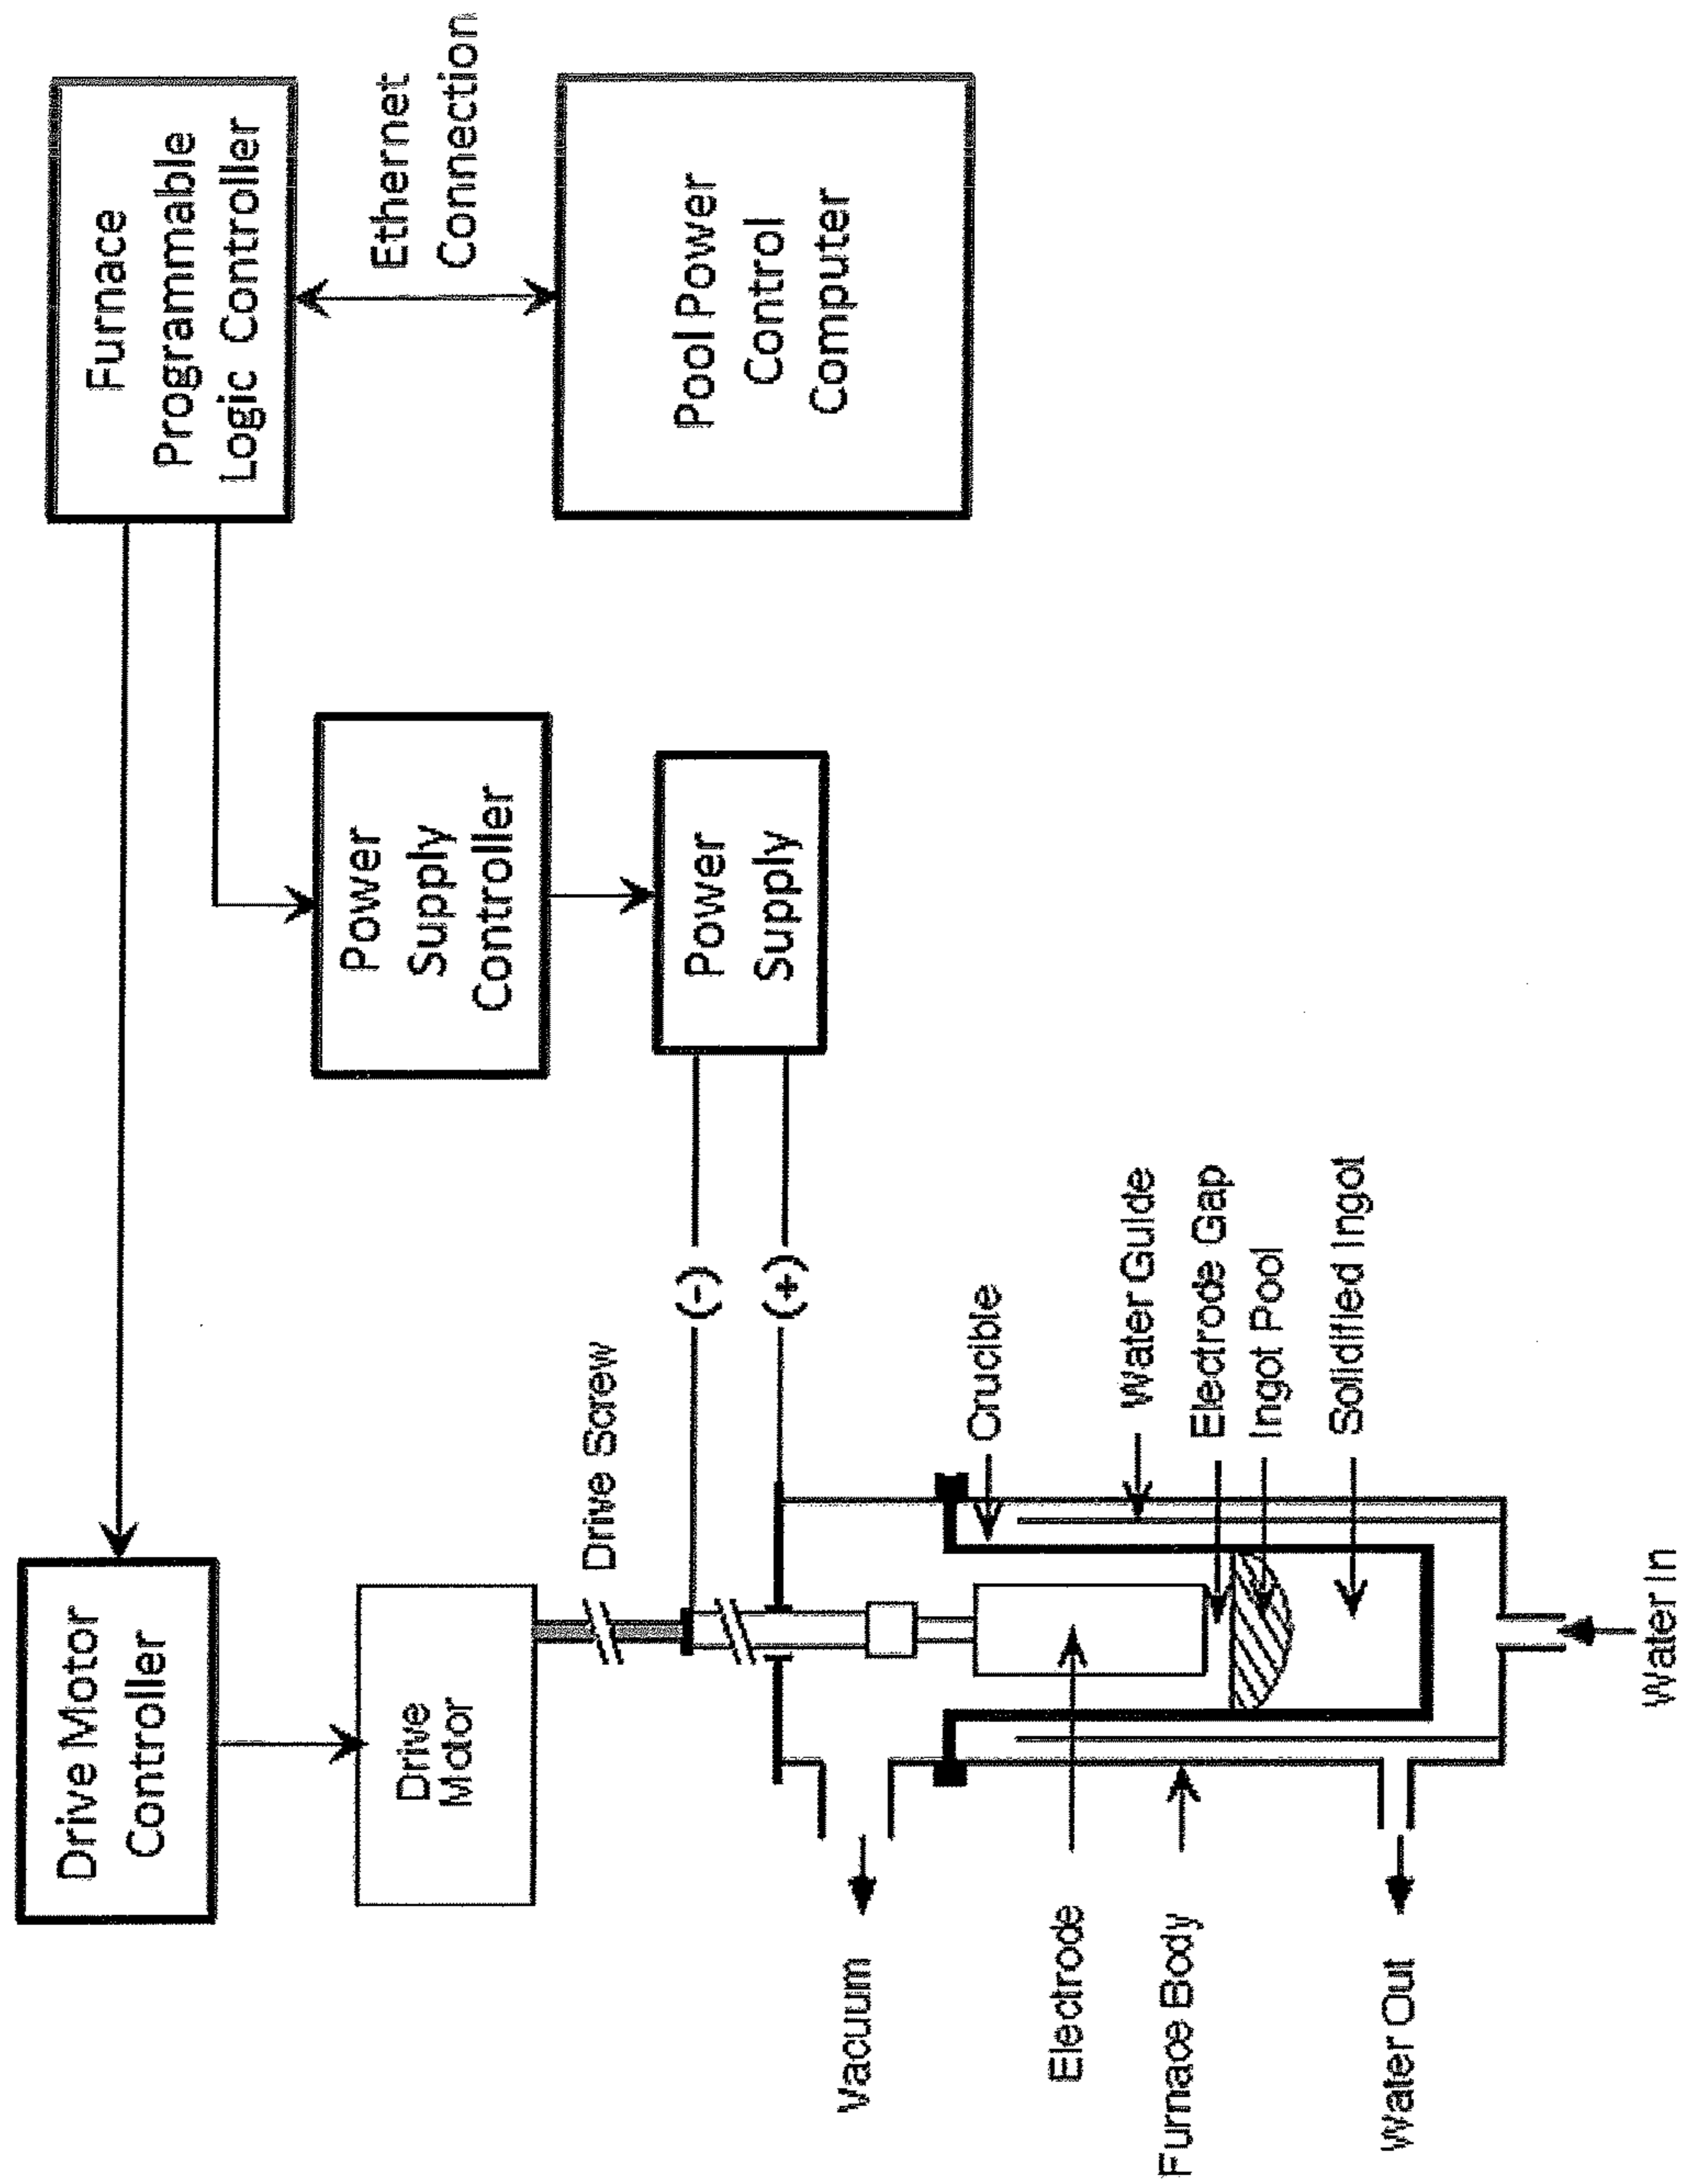 Drive Motor
Controller
Furnace
Programmable
Logic Controller
Ethernet
Connection
Power
Supply
Controller
Drive
Motor
Pool Power
Control
Computer
Power
Supply
Drive Screw
(-)
(+)
Vacuum
Crucible
Electrode
Water Guide
Furnace Body
Electrode Gap
Ingot Pool
Solidified Ingot
Water Out
Water In